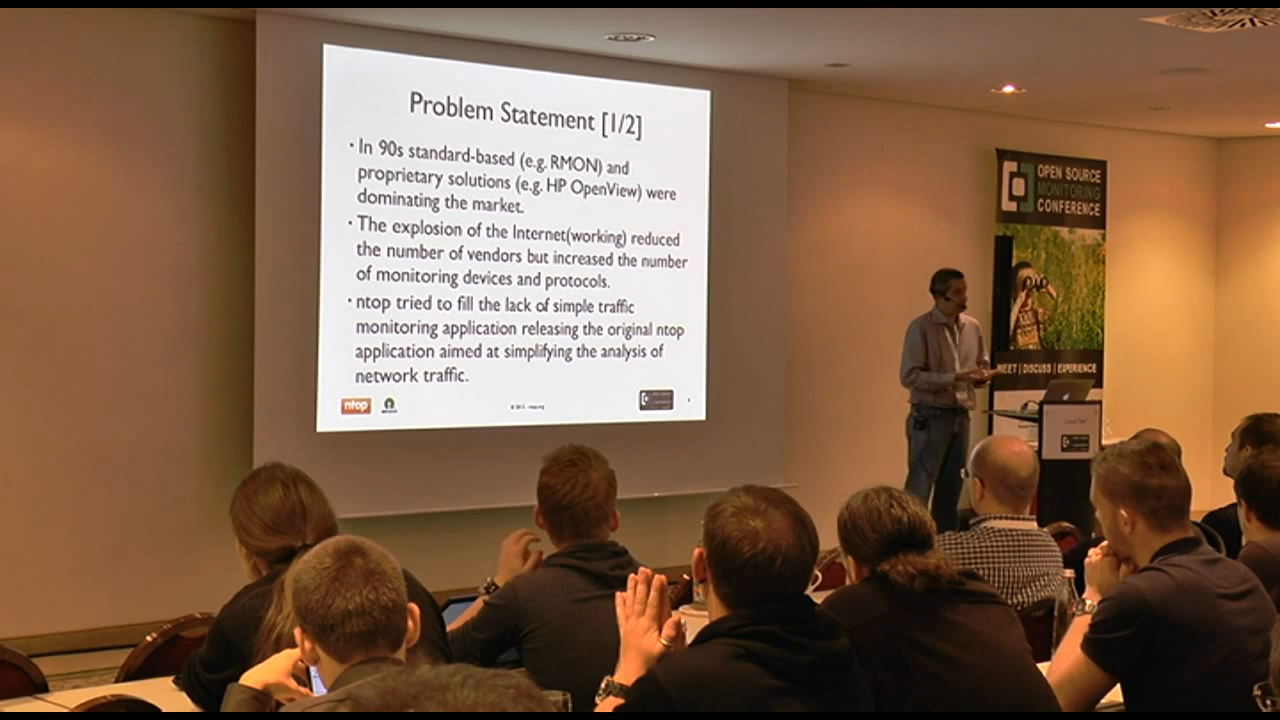 Problem Statement [1/2]
• In 90s standard-based (e.g. RMON) and
proprietary solutions (e.g. HP OpenView) were
dominating the market.
• The explosion of the Internet(working) reduced
the number of vendors but increased the number
of monitoring devices and protocols.
• ntop tried to fill the lack of simple traffic
monitoring application releasing the original ntop
application aimed at simplifying the analysis of
network traffic.
ntop
OPEN SOURCE
MONITORING
CONFERENCE
MEET | DISCUSS | EXPERIENCE